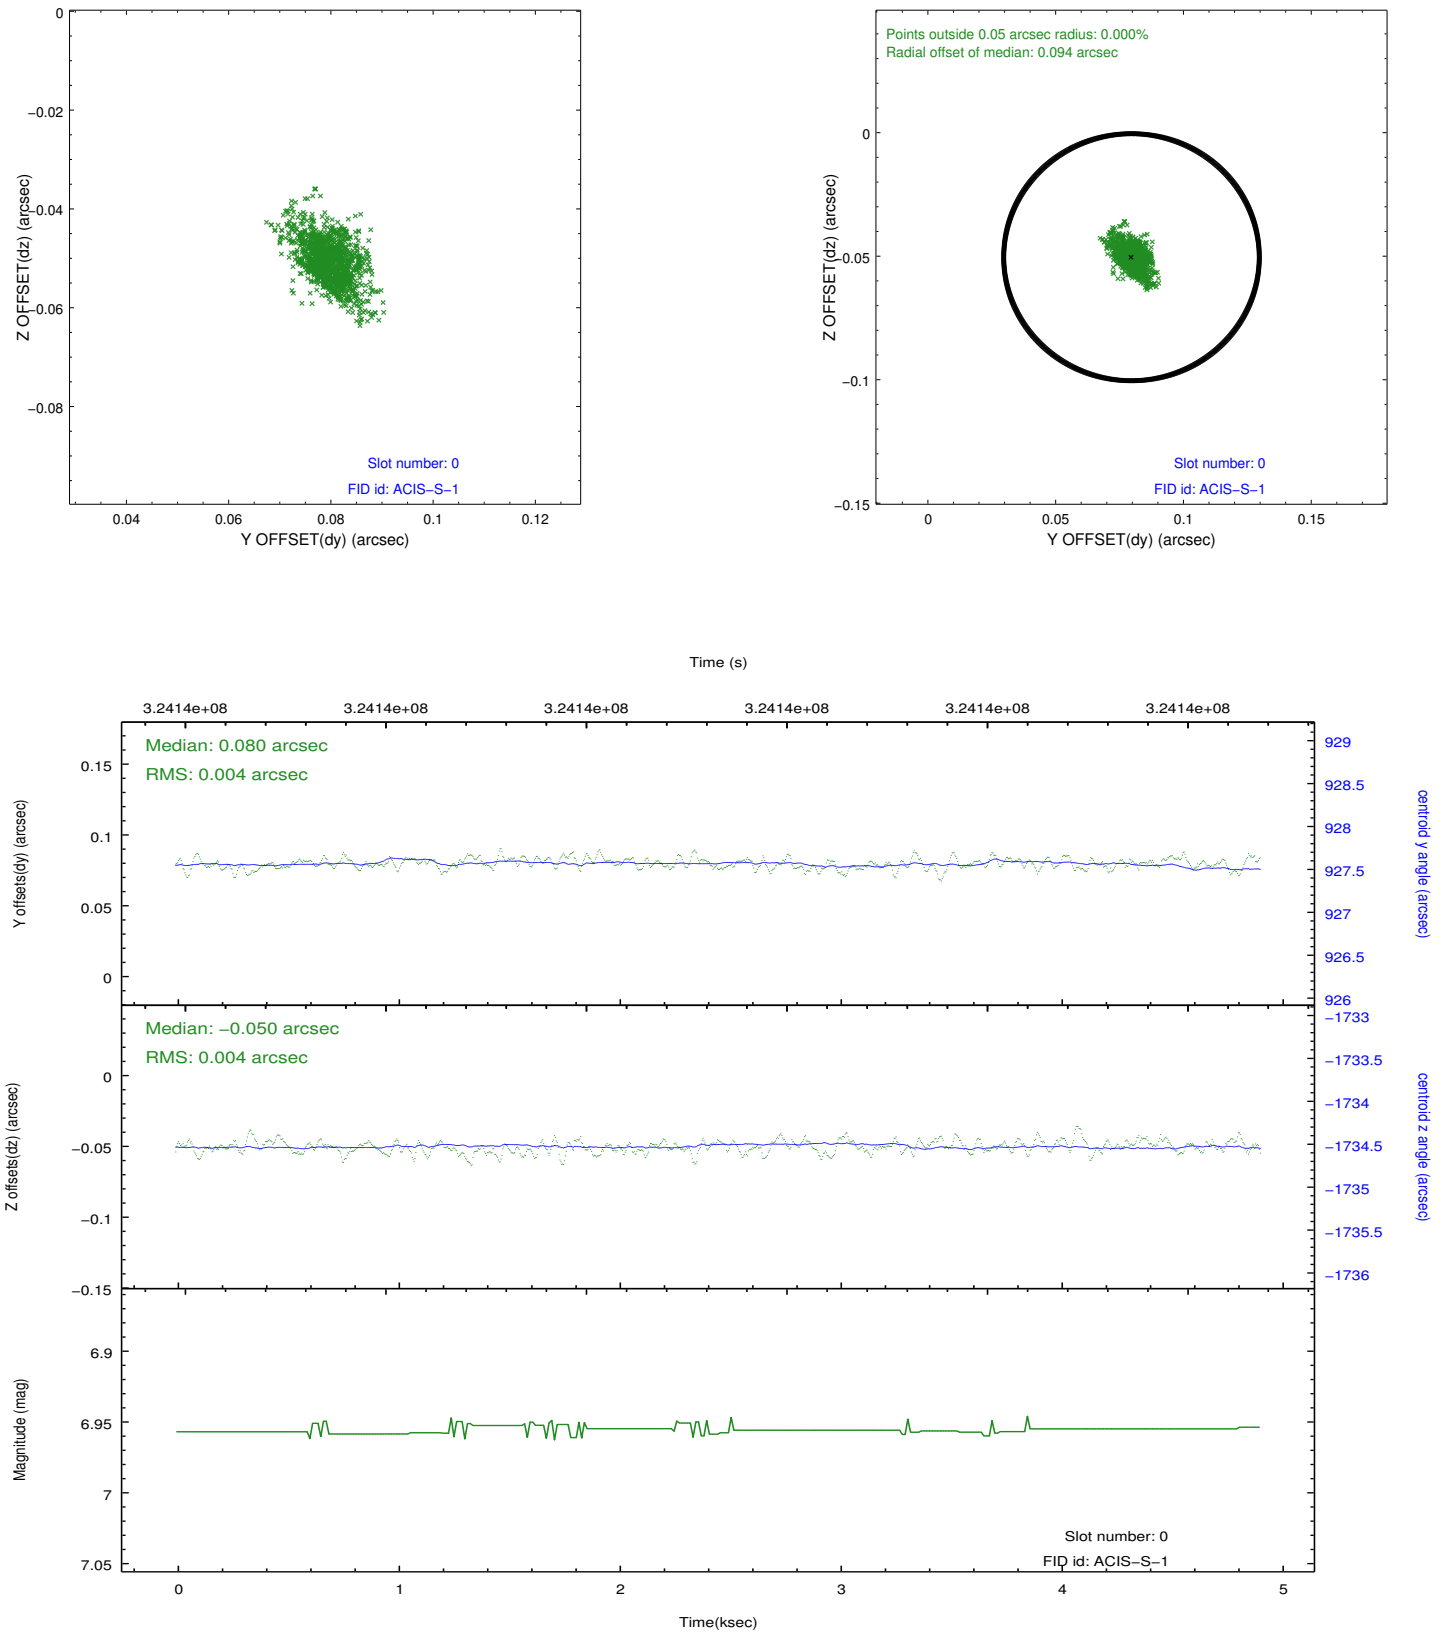 0
−0.02
−0.04
−0.06
−0.08
Z OFFSET(dz) (arcsec)
0.04 0.06 0.08 0.1 0.12
Y OFFSET(dy) (arcsec)
Slot number: 0
FID id: ACIS−S−1
Points outside 0.05 arcsec radius: 0.000%
Radial offset of median: 0.094 arcsec
0
−0.05
−0.1
−0.15
Z OFFSET(dz) (arcsec)
0 0.05 0.1 0.15
Y OFFSET(dy) (arcsec)
Slot number: 0
FID id: ACIS−S−1
Time (s)
3.2414e+08 3.2414e+08 3.2414e+08 3.2414e+08 3.2414e+08 3.2414e+08
Median: 0.080 arcsec
RMS: 0.004 arcsec
0.15
0.1
0.05
0
Y offsets(dy) (arcsec)
929
928.5
928
927.5
927
926.5
926
centroid y angle (arcsec)
Median: −0.050 arcsec
RMS: 0.004 arcsec
0
−0.05
−0.1
−0.15
Z offsets(dz) (arcsec)
−1733
−1733.5
−1734
−1734.5
−1735
−1735.5
−1736
centroid z angle (arcsec)
6.9
6.95
7
7.05
Magnitude (mag)
Slot number: 0
FID id: ACIS−S−1
0 1 2 3 4 5
Time(ksec)